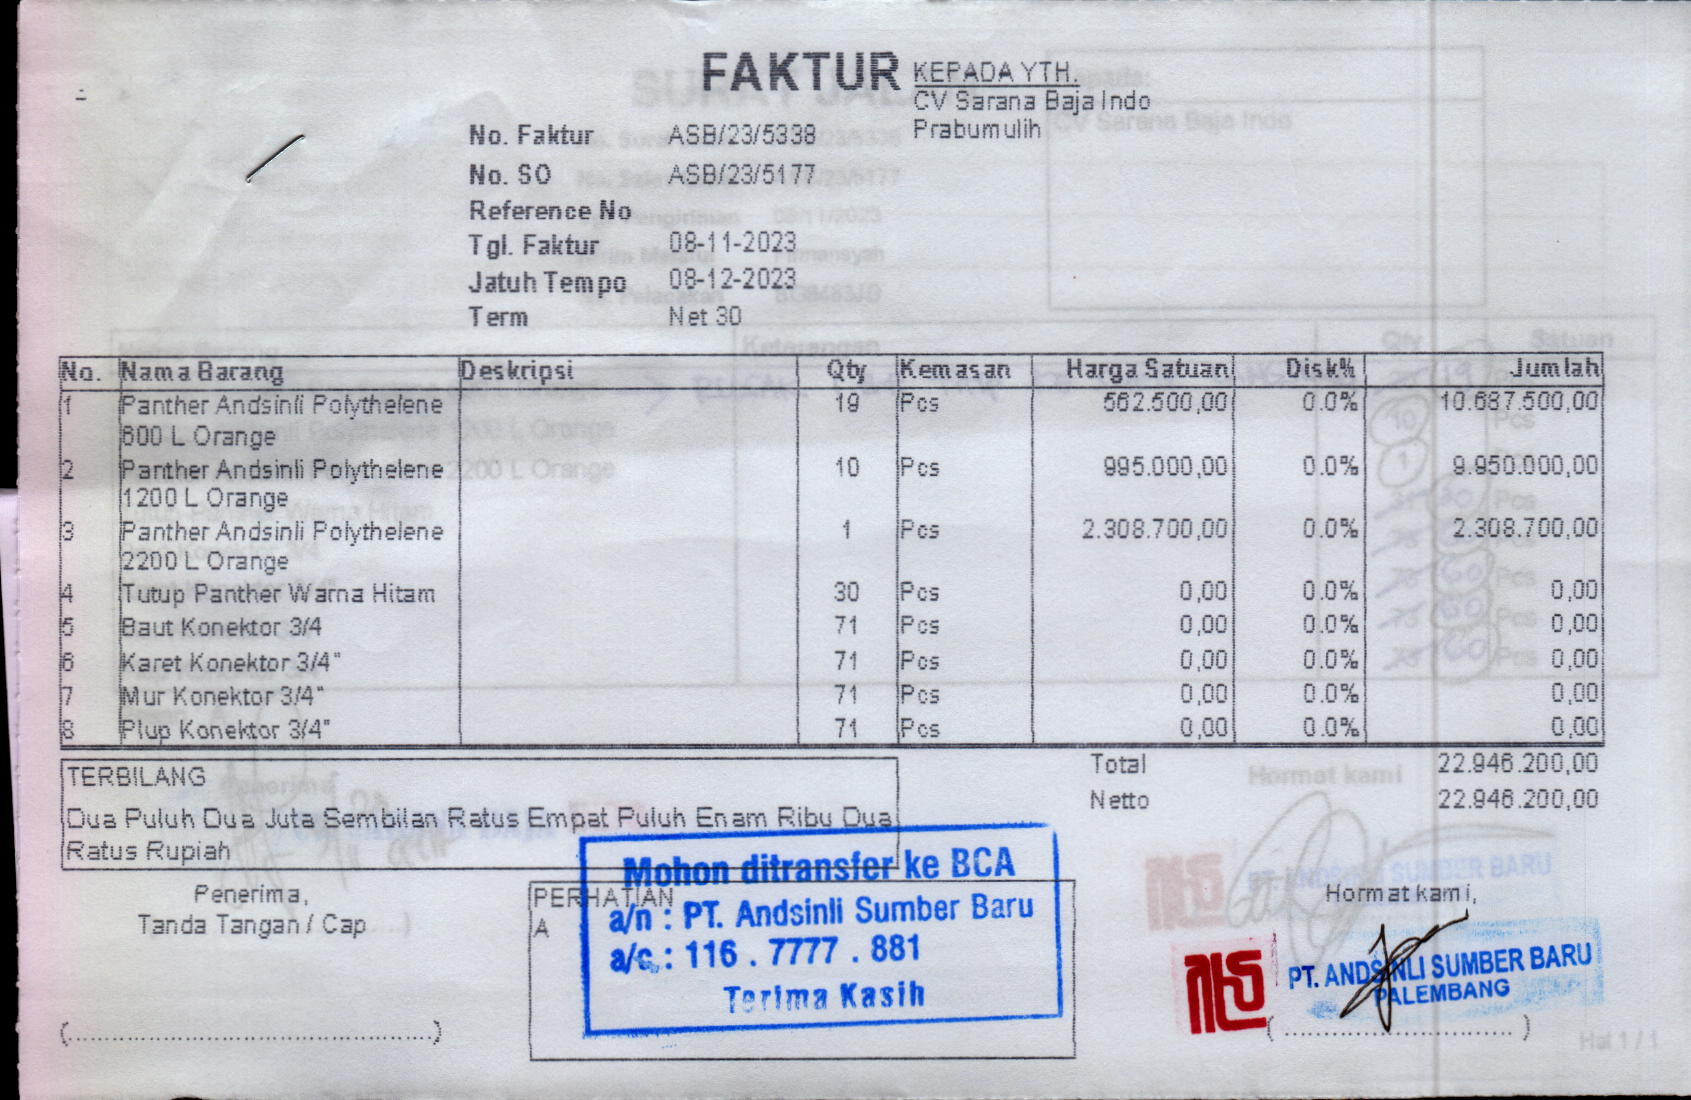 FAKTUR
KEPADA YTH.
CV Sarana Baja Indo
Prabumulih
No. Faktur ASB/23/5338
No. SO ASB/23/5177
Reference No
Tgl. Faktur 08-11-2023
Jatuh Tempo 08-12-2023
Term Net 30
No. Nama Barang Deskripsi Qty Kemasan Harga Satuan Disk% Jumlah
1 Panther Andsinli Polythelene 19 Pcs 562.500,00 0.0% 10.687.500,00
600 L Orange
2 Panther Andsinli Polythelene 10 Pcs 995.000,00 0.0% 9.950.000,00
1200 L Orange
3 Panther Andsinli Polythelene 1 Pcs 2.308.700,00 0.0% 2.308.700,00
2200 L Orange
4 Tutup Panther Warna Hitam 30 Pcs 0,00 0.0% 0,00
5 Baut Konektor 3/4 71 Pcs 0,00 0.0% 0,00
6 Karet Konektor 3/4" 71 Pcs 0,00 0.0% 0,00
7 Mur Konektor 3/4" 71 Pcs 0,00 0.0% 0,00
8 Plup Konektor 3/4" 71 Pcs 0,00 0.0% 0,00
Total 22.946.200,00
Netto 22.946.200,00
TERBILANG
Dua Puluh Dua Juta Sembilan Ratus Empat Puluh Enam Ribu Dua
Ratus Rupiah
Penerima,
Tanda Tangan / Cap
(................................................)
PERHATIAN
A
Mohon ditransfer ke BCA
a/n : PT. Andsinli Sumber Baru
a/c. : 116 . 7777 . 881
Terima Kasih
Hormat kami,
PT. ANDSINLI SUMBER BARU
PALEMBANG
( .............................. )
Hal 1 / 1